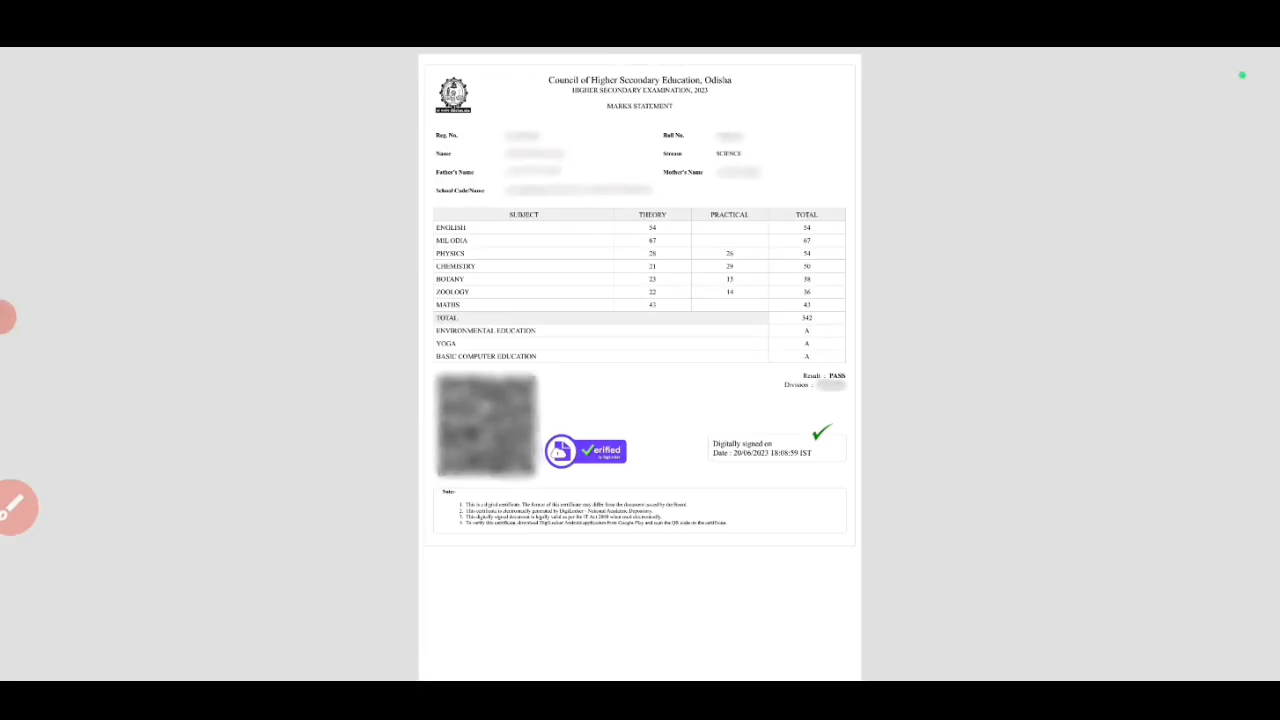 Council of Higher Secondary Education, Odisha
HIGHER SECONDARY EXAMINATION, 2023
MARKS STATEMENT
Reg. No. Roll No.
Name Stream SCIENCE
Father's Name Mother's Name
School Code/Name
SUBJECT THEORY PRACTICAL TOTAL
ENGLISH 54 54
MIL ODIA 67 67
PHYSICS 28 26 54
CHEMISTRY 21 29 50
BOTANY 23 15 38
ZOOLOGY 22 14 36
MATHS 43 43
TOTAL 342
ENVIRONMENTAL EDUCATION A
YOGA A
BASIC COMPUTER EDUCATION A
Result : PASS
Division :
Verified
Digitally signed on
Date : 20/06/2023 18:08:59 IST
Note:
1. This is a digital certificate. The format of this certificate may differ from the document issued by the Board.
2. This certificate is electronically generated by DigiLocker - National Academic Depository.
3. This digitally signed document is legally valid as per the IT Act 2000 when used electronically.
4. To verify this certificate, download DigiLocker Android application from Google Play and scan the QR code on the certificate.